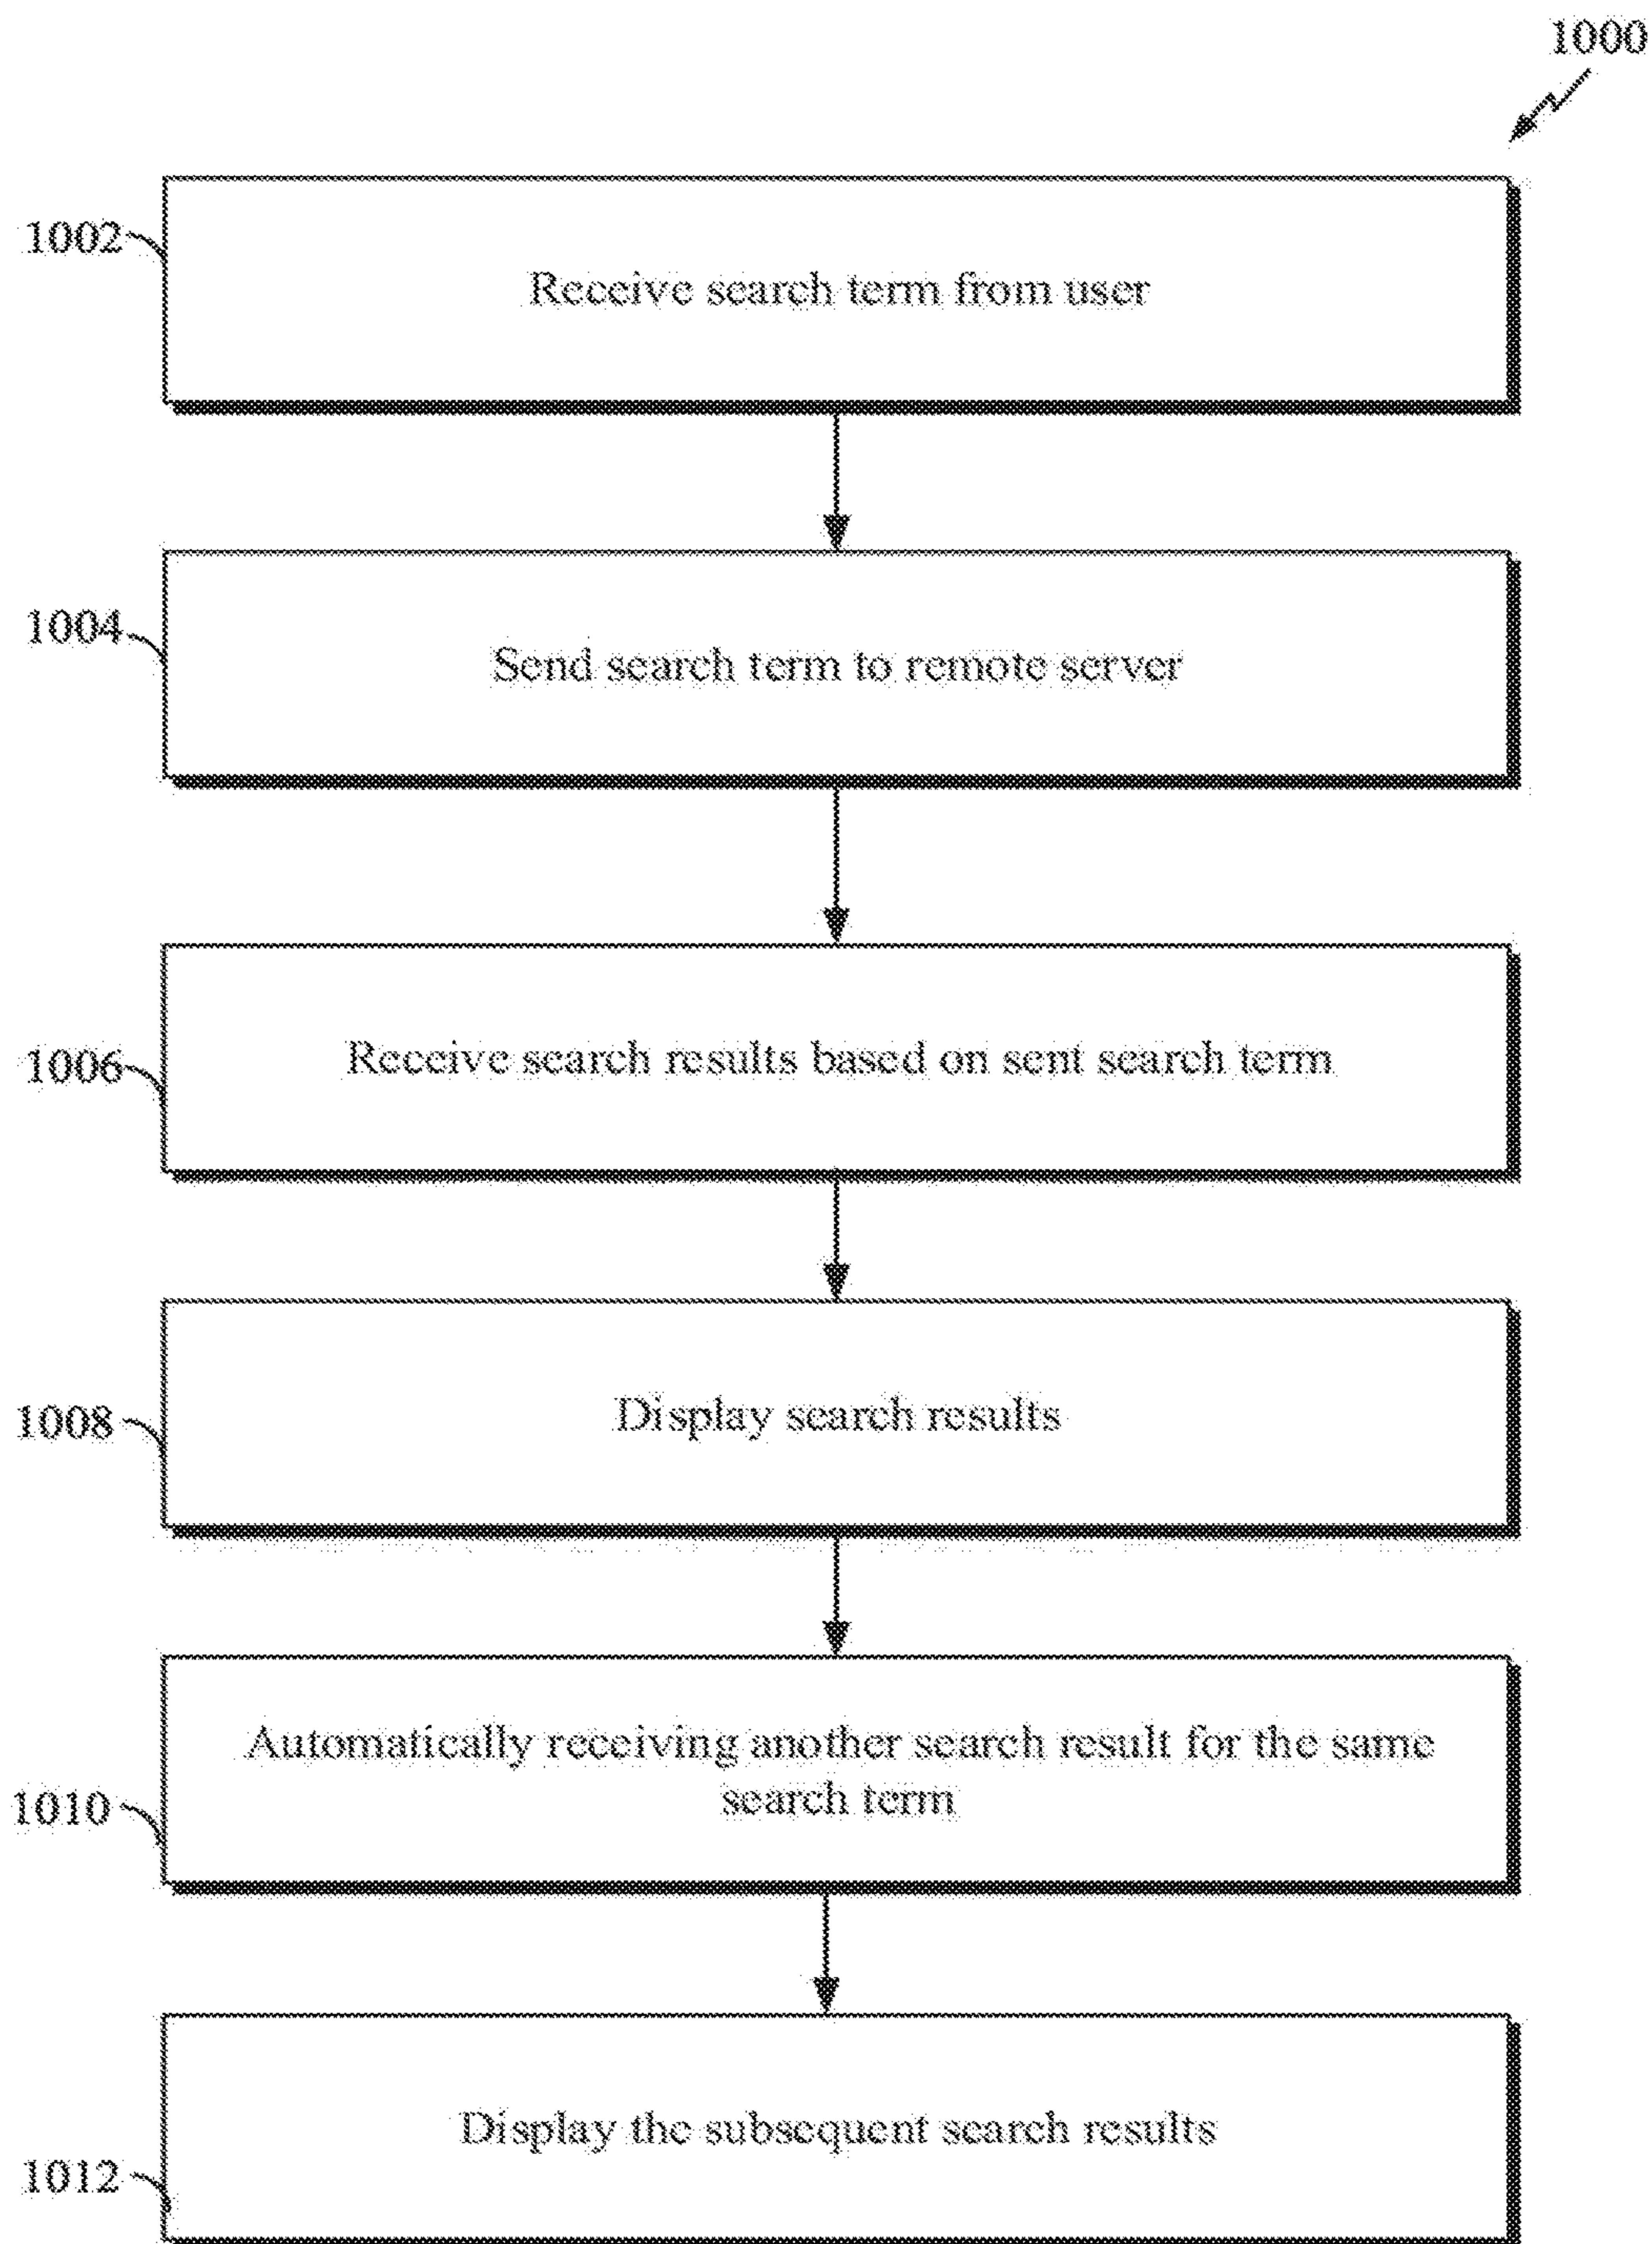 1000
1002
Receive search term from user
1004
Send search term to remote server
1006
Receive search results based on sent search term
1008
Display search results
Automatically receiving another search result for the same
search term
1010
Display the subsequent search results
1012